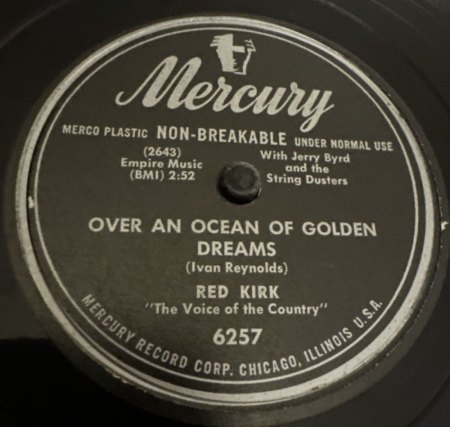 Mercury
MERCO PLASTIC NON-BREAKABLE UNDER NORMAL USE
(2643)
Empire Music
(BMI) 2:52
With Jerry Byrd
and the
String Dusters
OVER AN OCEAN OF GOLDEN
DREAMS
(Ivan Reynolds)
RED KIRK
"The Voice of the Country"
6257
MERCURY RECORD CORP. CHICAGO, ILLINOIS U.S.A.